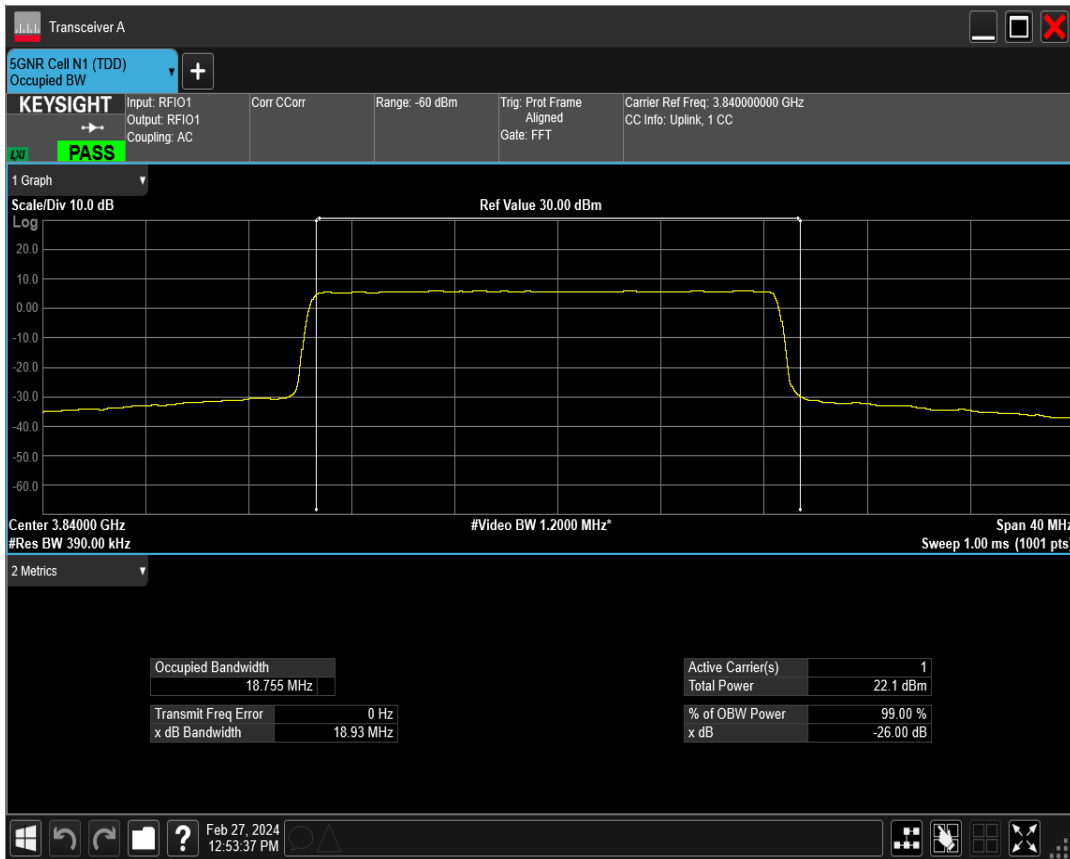 Transceiver A
5GNR Cell N1 (TDD)
Occupied BW
KEYSIGHT
LXI
PASS
Input: RFIO1
Output: RFIO1
Coupling: AC
Corr CCorr
Range: -60 dBm
Trig: Prot Frame
Aligned
Gate: FFT
Carrier Ref Freq: 3.840000000 GHz
CC Info: Uplink, 1 CC
1 Graph
Scale/Div 10.0 dB
Ref Value 30.00 dBm
Log
20.0
10.0
0.00
-10.0
-20.0
-30.0
-40.0
-50.0
-60.0
Center 3.84000 GHz
#Video BW 1.2000 MHz*
Span 40 MHz
#Res BW 390.00 kHz
Sweep 1.00 ms (1001 pts)
2 Metrics
Occupied Bandwidth
18.755 MHz
Transmit Freq Error 0 Hz
x dB Bandwidth 18.93 MHz
Active Carrier(s) 1
Total Power 22.1 dBm
% of OBW Power 99.00 %
x dB -26.00 dB
Feb 27, 2024
12:53:37 PM